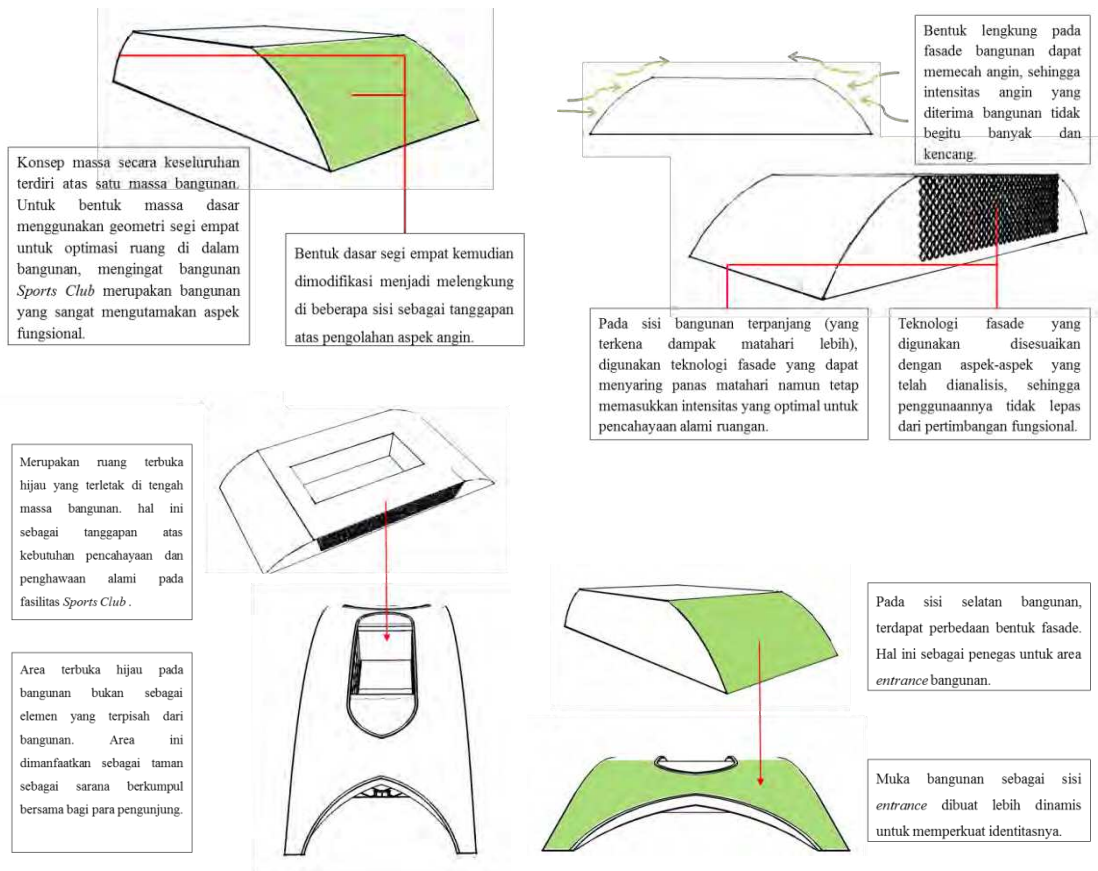 Konsep massa secara keseluruhan
terdiri atas satu massa bangunan.
Untuk bentuk massa dasar
menggunakan geometri segi empat
untuk optimasi ruang di dalam
bangunan, mengingat bangunan
Sports Club merupakan bangunan
yang sangat mengutamakan aspek
fungsional.
Bentuk dasar segi empat kemudian
dimodifikasi menjadi melengkung
di beberapa sisi sebagai tanggapan
atas pengolahan aspek angin.
Bentuk lengkung pada
fasade bangunan dapat
memecah angin, sehingga
intensitas angin yang
diterima bangunan tidak
begitu banyak dan
kencang.
Pada sisi bangunan terpanjang (yang
terkena dampak matahari lebih),
digunakan teknologi fasade yang dapat
menyaring panas matahari namun tetap
memasukkan intensitas yang optimal untuk
pencahayaan alami ruangan.
Teknologi fasade yang
digunakan disesuaikan
dengan aspek-aspek yang
telah dianalisis, sehingga
penggunaannya tidak lepas
dari pertimbangan fungsional.
Merupakan ruang terbuka
hijau yang terletak di tengah
massa bangunan. hal ini
sebagai tanggapan atas
kebutuhan pencahayaan dan
penghawaan alami pada
fasilitas Sports Club .
Area terbuka hijau pada
bangunan bukan sebagai
elemen yang terpisah dari
bangunan. Area ini
dimanfaatkan sebagai taman
sebagai sarana berkumpul
bersama bagi para pengunjung.
Pada sisi selatan bangunan,
terdapat perbedaan bentuk fasade.
Hal ini sebagai penegas untuk area
entrance bangunan.
Muka bangunan sebagai sisi
entrance dibuat lebih dinamis
untuk memperkuat identitasnya.